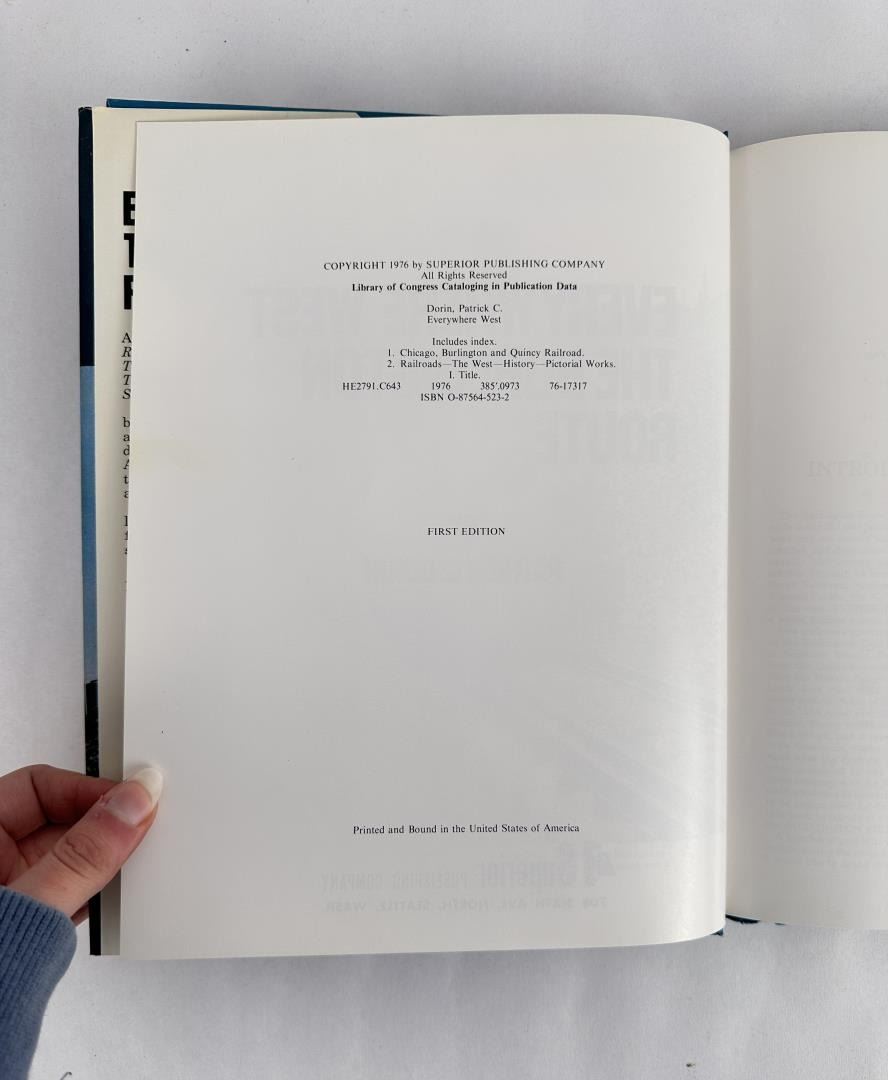 COPYRIGHT 1976 by SUPERIOR PUBLISHING COMPANY
All Rights Reserved
Library of Congress Cataloging in Publication Data
Dorin, Patrick C.
Everywhere West
Includes index.
1. Chicago, Burlington and Quincy Railroad.
2. Railroads—The West—History—Pictorial Works.
I. Title.
HE2791.C643 1976 385'.0973 76-17317
ISBN O-87564-523-2
FIRST EDITION
Printed and Bound in the United States of America